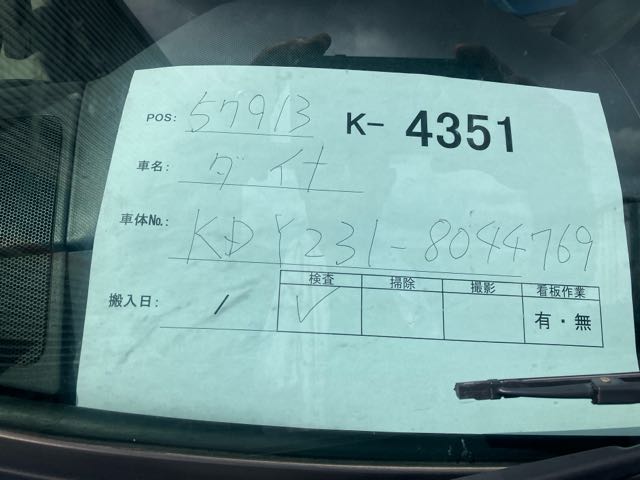 POS: 57913 K- 4351
車名: ダイナ
車体No.: KDY231-8044769
搬入日: /
検査 掃除 撮影 看板作業
✓ 有・無